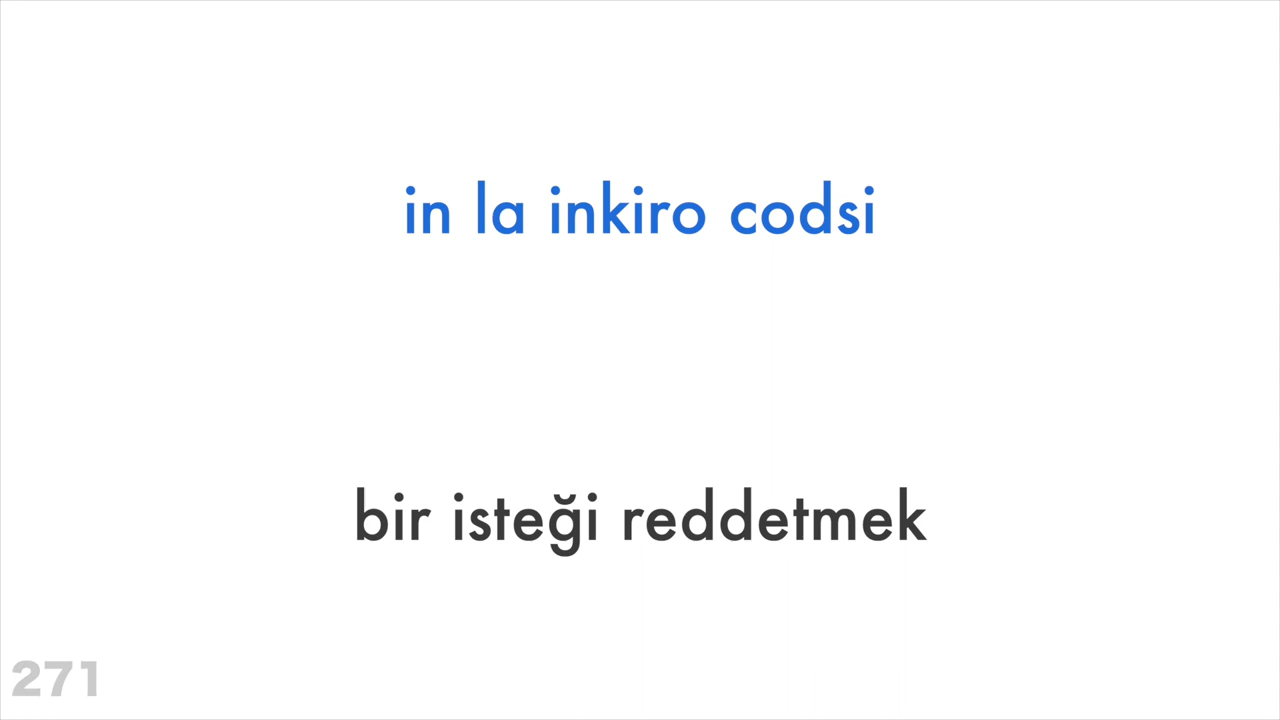 in la inkiro codsi
bir isteği reddetmek
271